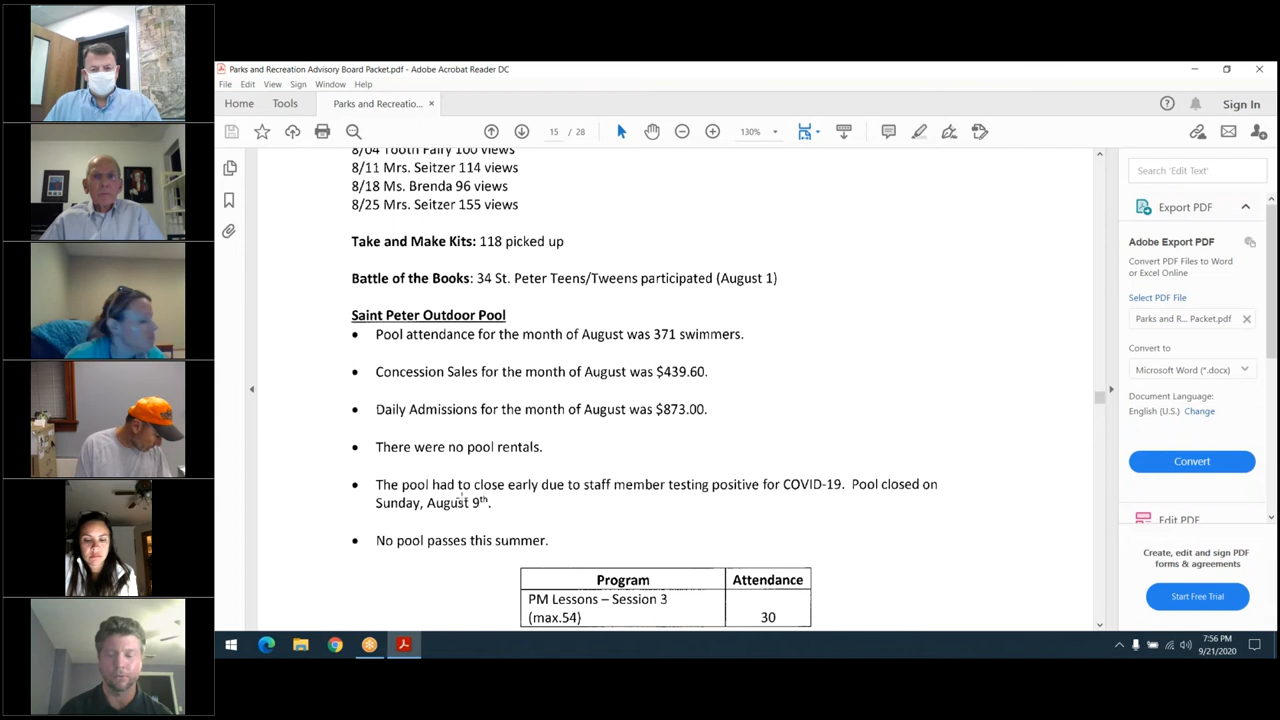 Parks and Recreation Advisory Board Packet.pdf - Adobe Acrobat Reader DC
File Edit View Sign Window Help
Home Tools Parks and Recreatio... ×
Sign In
15 / 28
130%
8/04 Tooth Fairy 100 views
8/11 Mrs. Seitzer 114 views
8/18 Ms. Brenda 96 views
8/25 Mrs. Seitzer 155 views
Take and Make Kits: 118 picked up
Battle of the Books: 34 St. Peter Teens/Tweens participated (August 1)
Saint Peter Outdoor Pool
• Pool attendance for the month of August was 371 swimmers.
• Concession Sales for the month of August was $439.60.
• Daily Admissions for the month of August was $873.00.
• There were no pool rentals.
• The pool had to close early due to staff member testing positive for COVID-19. Pool closed on
Sunday, August 9th.
• No pool passes this summer.
Program Attendance
PM Lessons – Session 3
(max.54) 30
Search 'Edit Text'
Export PDF
Adobe Export PDF
Convert PDF Files to Word
or Excel Online
Select PDF File
Parks and R... Packet.pdf
Convert to
Microsoft Word (*.docx)
Document Language:
English (U.S.) Change
Convert
Edit PDF
Create, edit and sign PDF
forms & agreements
Start Free Trial
7:56 PM
9/21/2020